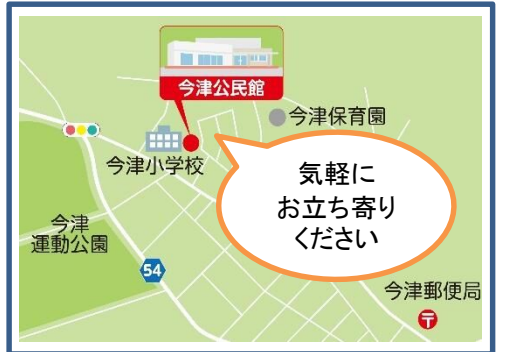 今津公民館
今津保育園
今津小学校
気軽に
お立ち寄り
ください
今津
運動公園
54
今津郵便局
〒